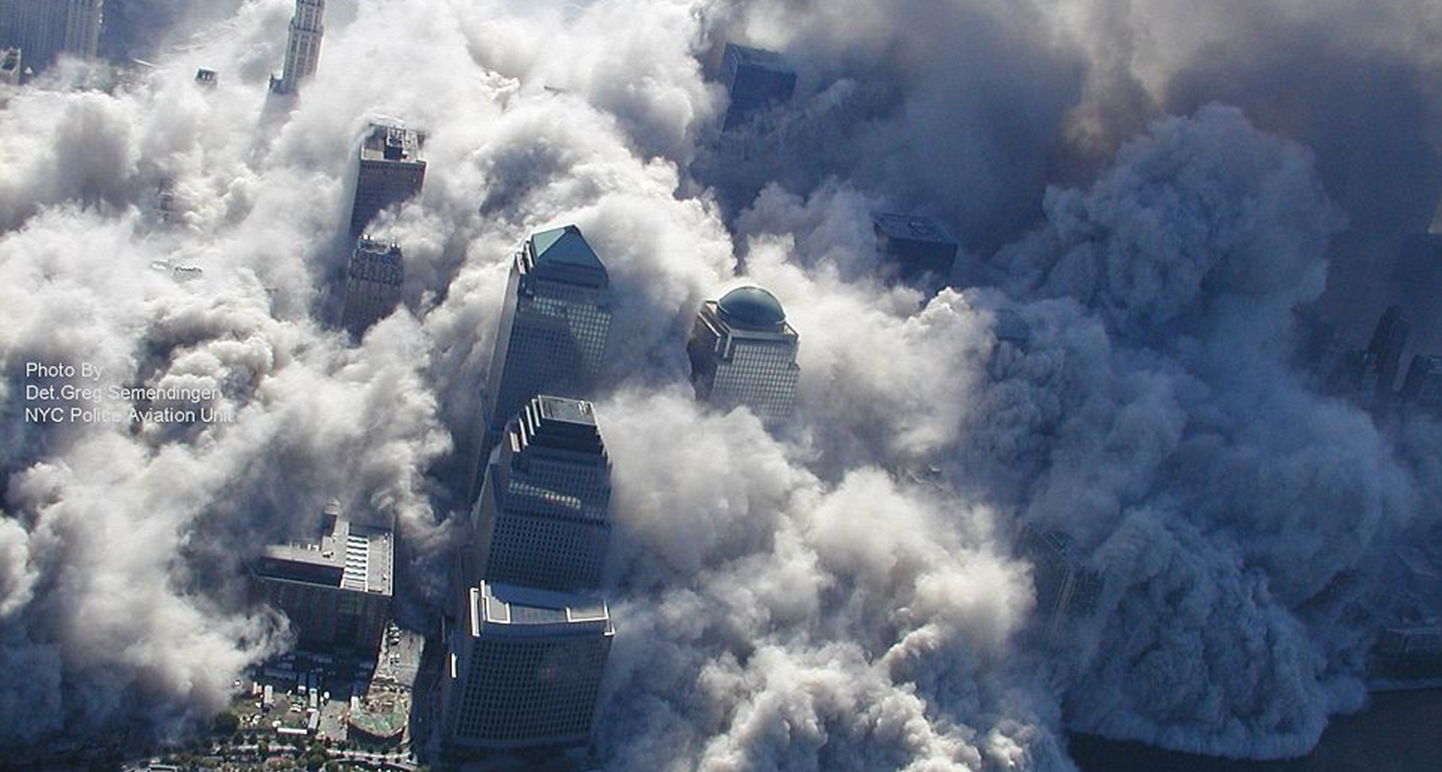 Photo By
Det.Greg Semendinger
NYC Police Aviation Unit